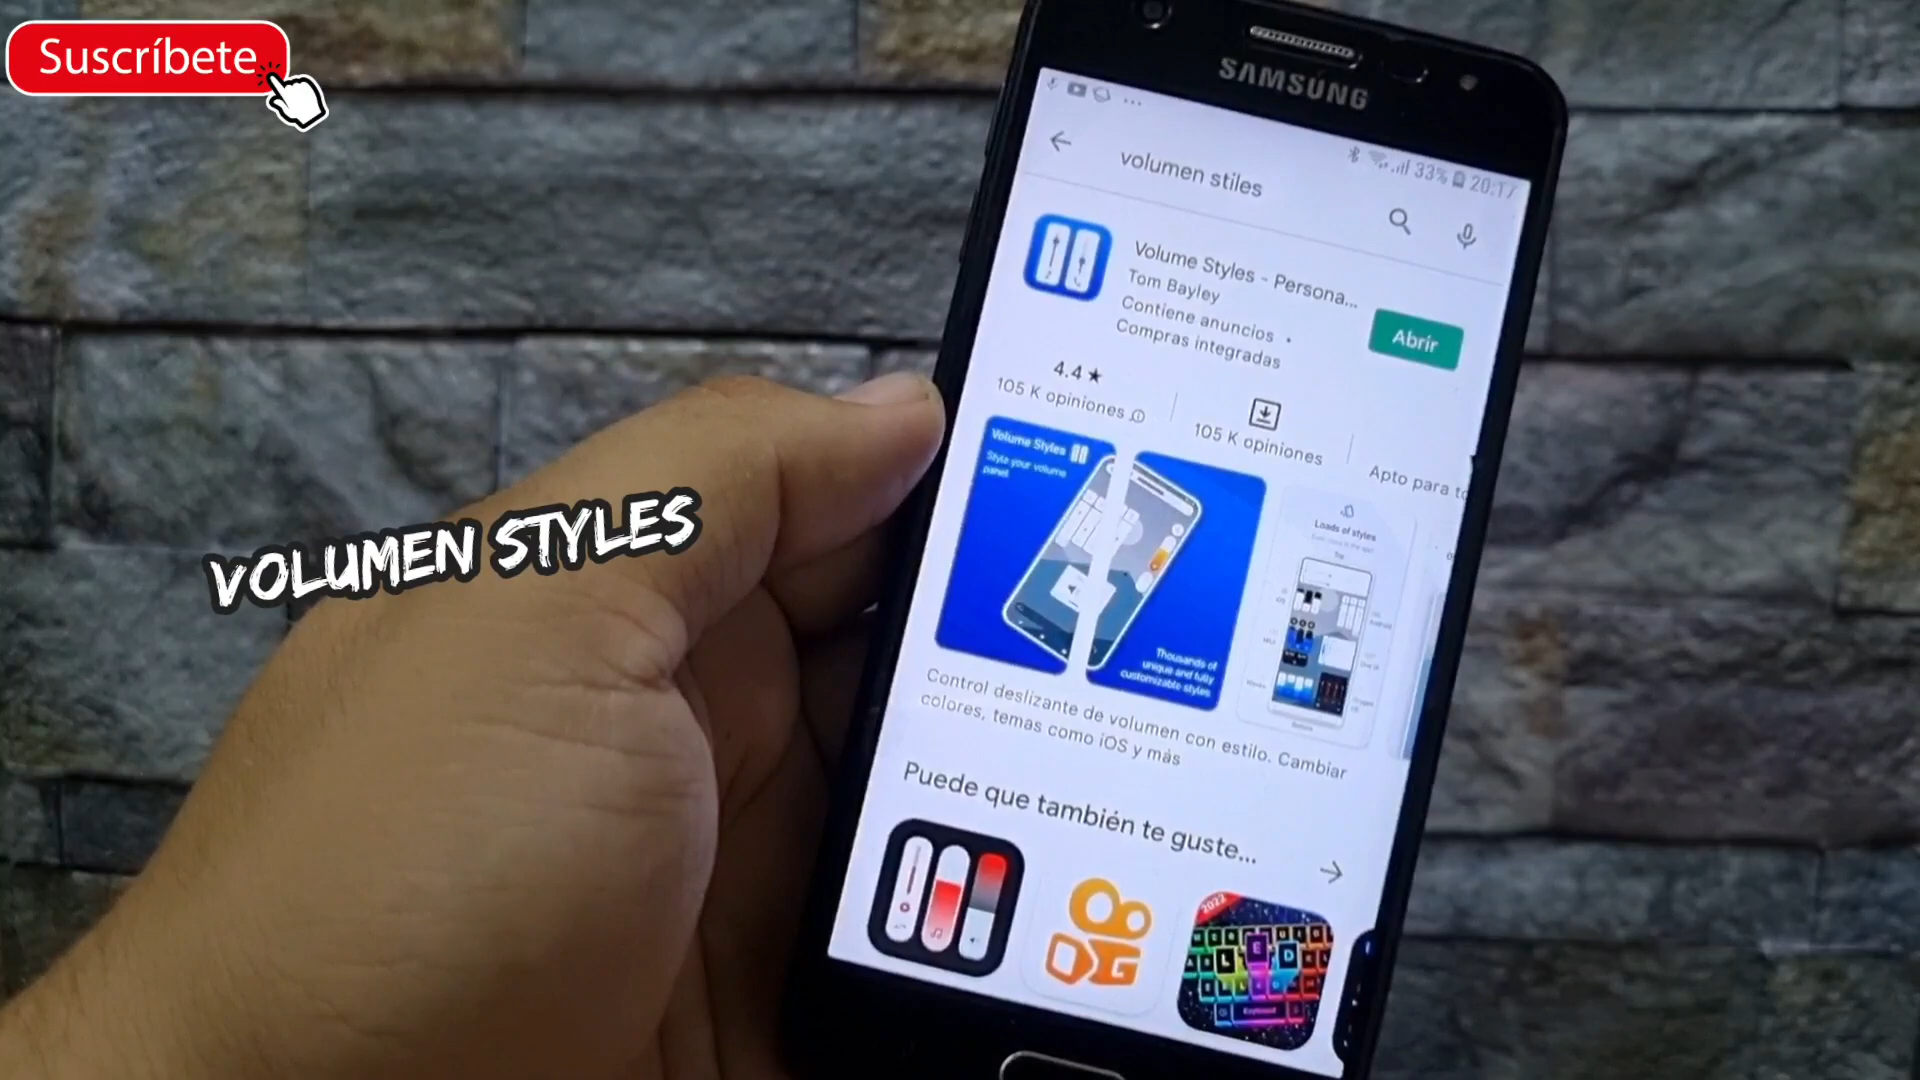 Suscríbete
SAMSUNG
33% 20:17
volumen stiles
Volume Styles - Persona...
Tom Bayley
Contiene anuncios •
Compras integradas
Abrir
4.4 ★
105 K opiniones
105 K opiniones
Apto para to
Volume Styles
Style your volume
panel
Thousands of
unique and fully
customizable styles
Loads of styles
VOLUMEN STYLES
Control deslizante de volumen con estilo. Cambiar
colores, temas como iOS y más
Puede que también te guste...
2022
L E D
Keyboard